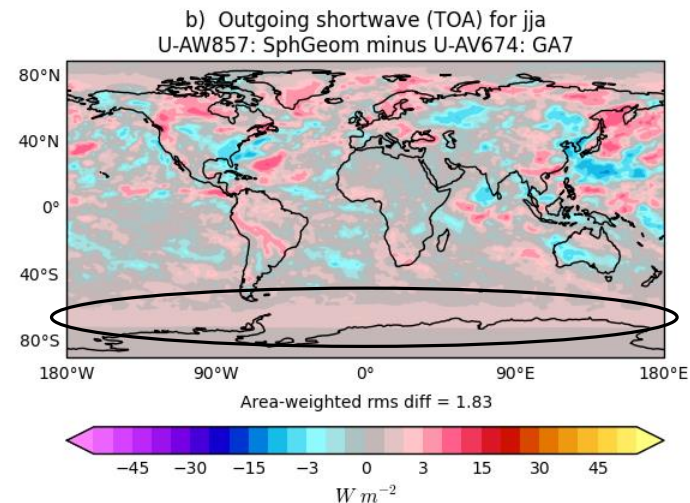 b) Outgoing shortwave (TOA) for jja
U-AW857: SphGeom minus U-AV674: GA7
80°N
40°N
0°
40°S
80°S
180°W 90°W 0° 90°E 180°E
Area-weighted rms diff = 1.83
−45 −30 −15 −3 0 3 15 30 45
W m⁻²